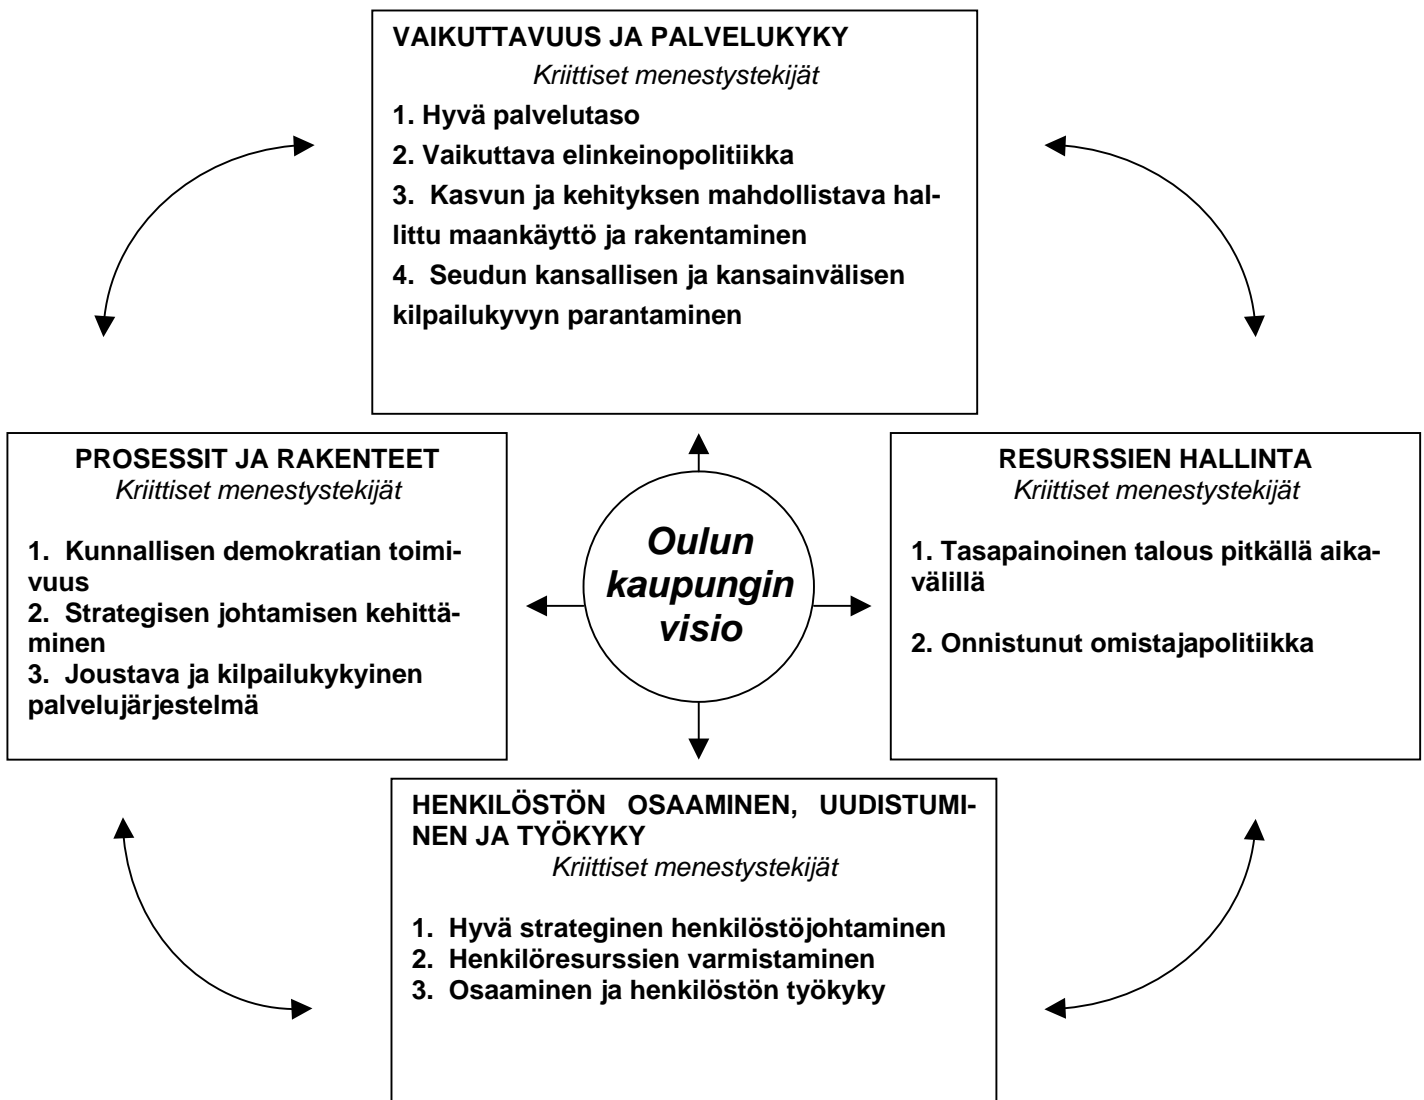 VAIKUTTAVUUS JA PALVELUKYKY
Kriittiset menestystekijät
1. Hyvä palvelutaso
2. Vaikuttava elinkeinopolitiikka
3. Kasvun ja kehityksen mahdollistava hal-
littu maankäyttö ja rakentaminen
4. Seudun kansallisen ja kansainvälisen
kilpailukyvyn parantaminen
PROSESSIT JA RAKENTEET
Kriittiset menestystekijät
1. Kunnallisen demokratian toimi-
vuus
2. Strategisen johtamisen kehittä-
minen
3. Joustava ja kilpailukykyinen
palvelujärjestelmä
Oulun
kaupungin
visio
RESURSSIEN HALLINTA
Kriittiset menestystekijät
1. Tasapainoinen talous pitkällä aika-
välillä
2. Onnistunut omistajapolitiikka
HENKILÖSTÖN OSAAMINEN, UUDISTUMI-
NEN JA TYÖKYKY
Kriittiset menestystekijät
1. Hyvä strateginen henkilöstöjohtaminen
2. Henkilöresurssien varmistaminen
3. Osaaminen ja henkilöstön työkyky